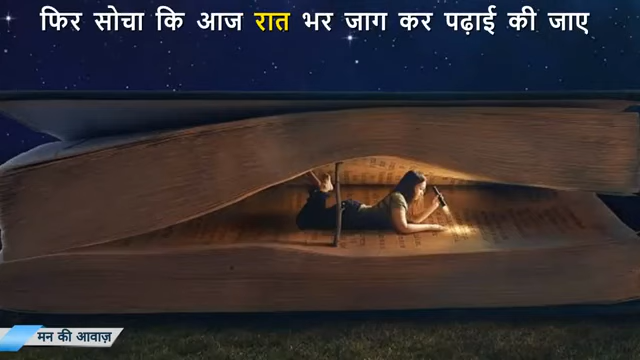 फिर सोचा कि आज रात भर जाग कर पढ़ाई की जाए
मन की आवाज़